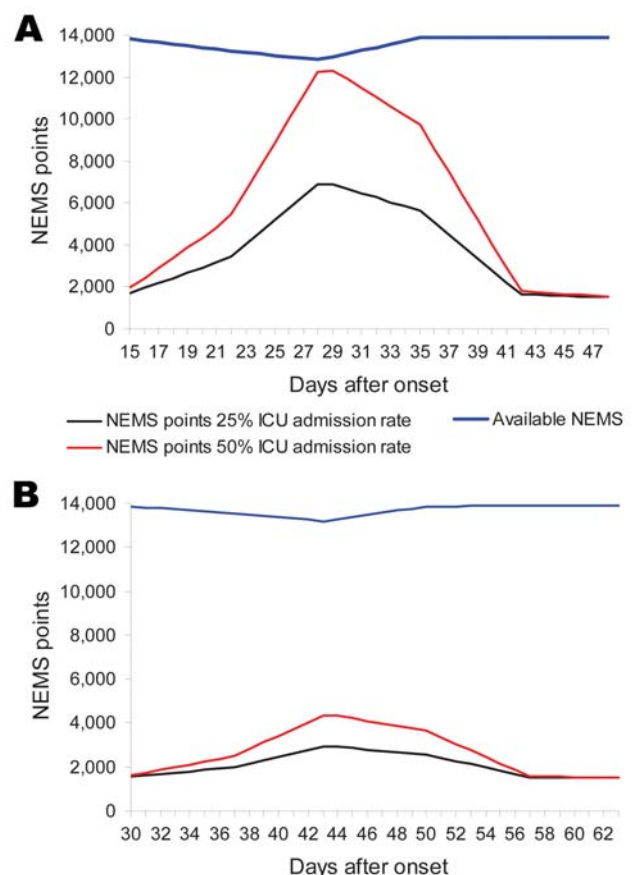 A
14,000
12,000
10,000
8,000
6,000
4,000
2,000
0
NEMS points
15 17 19 21 23 25 27 29 31 33 35 37 39 41 43 45 47
Days after onset
NEMS points 25% ICU admission rate
Available NEMS
NEMS points 50% ICU admission rate
B
14,000
12,000
10,000
8,000
6,000
4,000
2,000
0
NEMS points
30 32 34 36 38 40 42 44 46 48 50 52 54 56 58 60 62
Days after onset